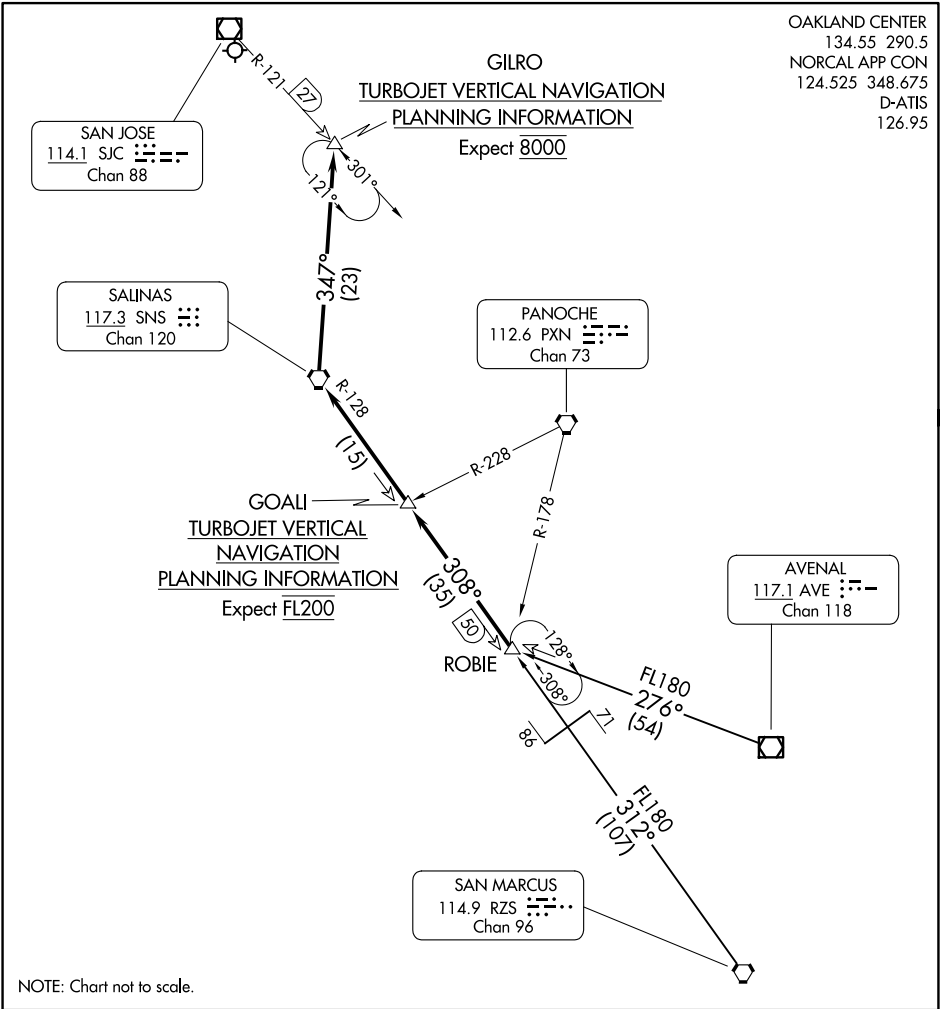 OAKLAND CENTER
134.55 290.5
NORCAL APP CON
124.525 348.675
D-ATIS
126.95
GILRO
TURBOJET VERTICAL NAVIGATION
PLANNING INFORMATION
Expect 8000
R-121
27
SAN JOSE
114.1 SJC
Chan 88
301°
121°
347°
(23)
SALINAS
117.3 SNS
Chan 120
PANOCHE
112.6 PXN
Chan 73
R-128
(15)
R-228
R-178
GOALI
TURBOJET VERTICAL
NAVIGATION
PLANNING INFORMATION
Expect FL200
308°
(35)
50
ROBIE
128°
308°
AVENAL
117.1 AVE
Chan 118
FL180
276°
(54)
86
71
FL180
312°
(107)
SAN MARCUS
114.9 RZS
Chan 96
NOTE: Chart not to scale.